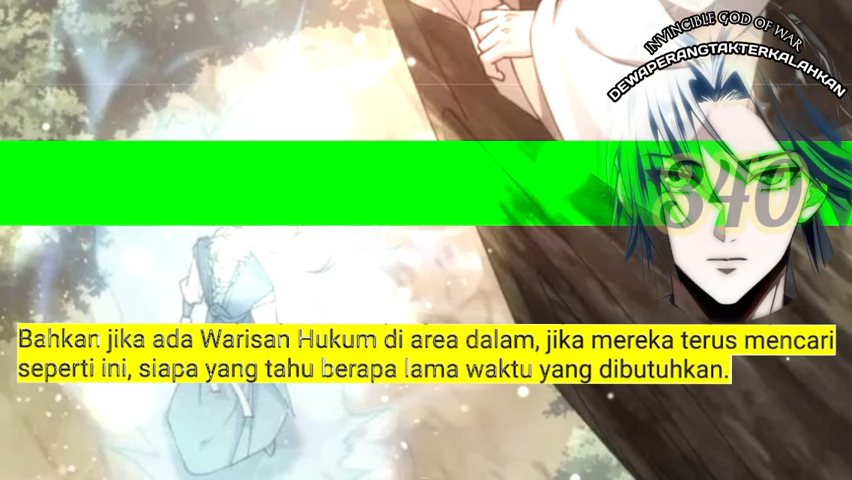 INVINCIBLE GOD OF WAR
DEWAPERANGTAKTERKALAHKAN
340
Bahkan jika ada Warisan Hukum di area dalam, jika mereka terus mencari
seperti ini, siapa yang tahu berapa lama waktu yang dibutuhkan.